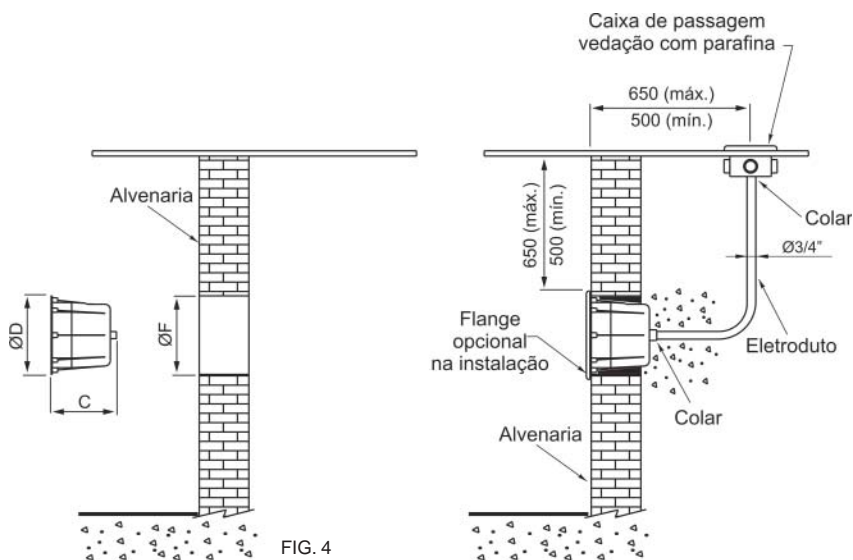 Caixa de passagem
vedação com parafina
650 (máx.)
500 (mín.)
Alvenaria
650 (máx.)
500 (mín.)
Colar
Ø3/4"
ØD
ØF
C
Flange
opcional
na instalação
Eletroduto
Colar
Alvenaria
FIG. 4